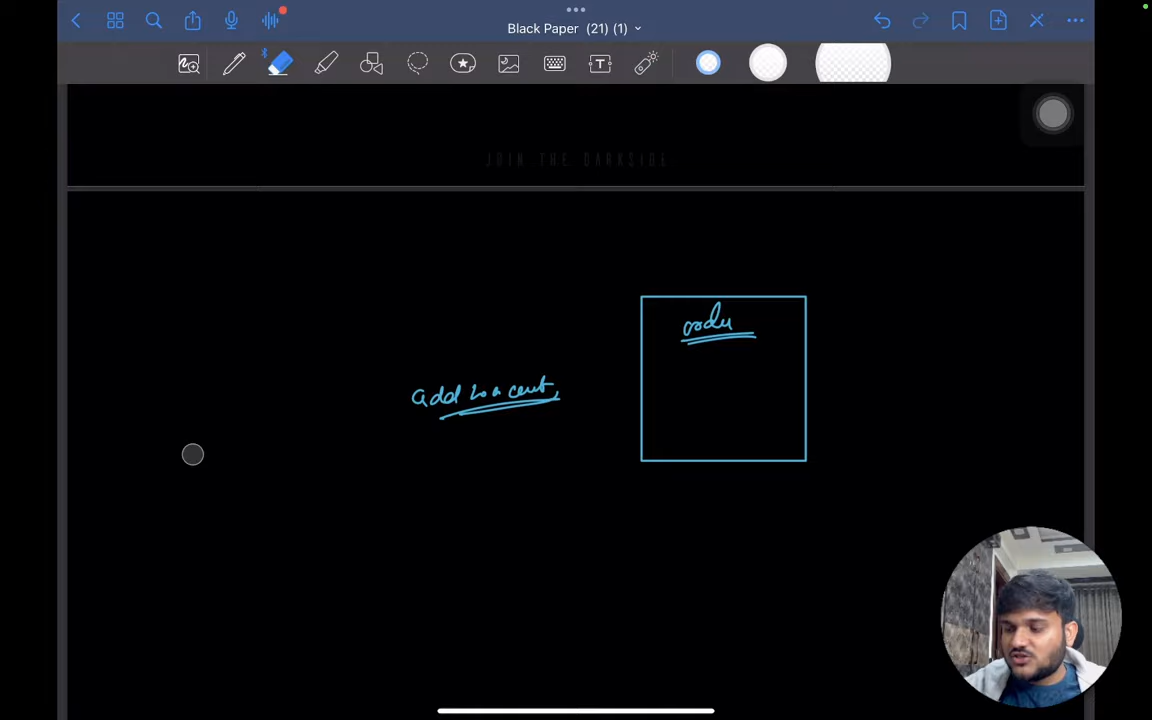 Black Paper (21) (1)
T
JOIN THE DARKSIDE
order
add to a cart